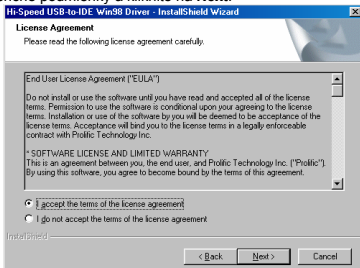 Hi-Speed USB-to-IDE Win98 Driver - InstallShield Wizard
License Agreement
Please read the following license agreement carefully.
End User License Agreement ("EULA")
Do not install or use the software until you have read and accepted all of the license
terms. Permission to use the software is conditional upon your agreeing to the license
terms. Installation or use of the software by you will be deemed to be acceptance of the
license terms. Acceptance will bind you to the license terms in a legally enforceable
contract with Prolific Technology Inc.
* SOFTWARE LICENSE AND LIMITED WARRANTY
This is an agreement between you, the end user, and Prolific Technology Inc. ("Prolific").
By using this software, you agree to become bound by the terms of this agreement.
I accept the terms of the license agreement
I do not accept the terms of the license agreement
InstallShield
< Back
Next >
Cancel